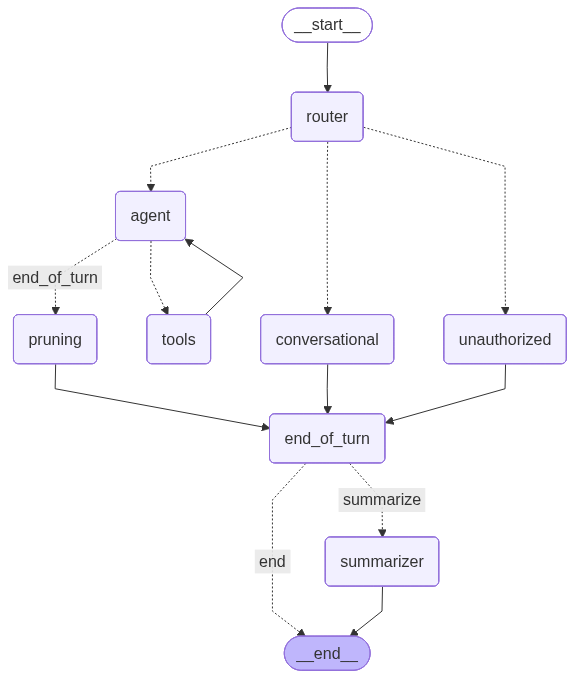 __start__
router
agent
end_of_turn
pruning
tools
conversational
unauthorized
end_of_turn
summarize
end
summarizer
__end__